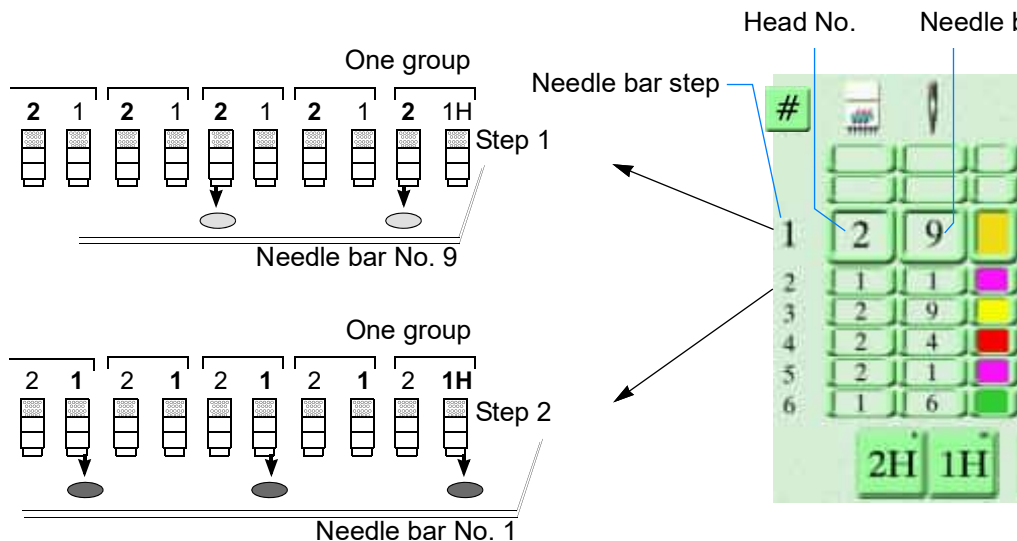 Head No. Needle b
One group
Needle bar step
2 1 2 1 2 1 2 1 2 1H
Step 1
Needle bar No. 9
One group
2 1 2 1 2 1 2 1 2 1H
Step 2
Needle bar No. 1
#
1 2 9
2 1 1
3 2 9
4 2 4
5 2 1
6 1 6
2H 1H